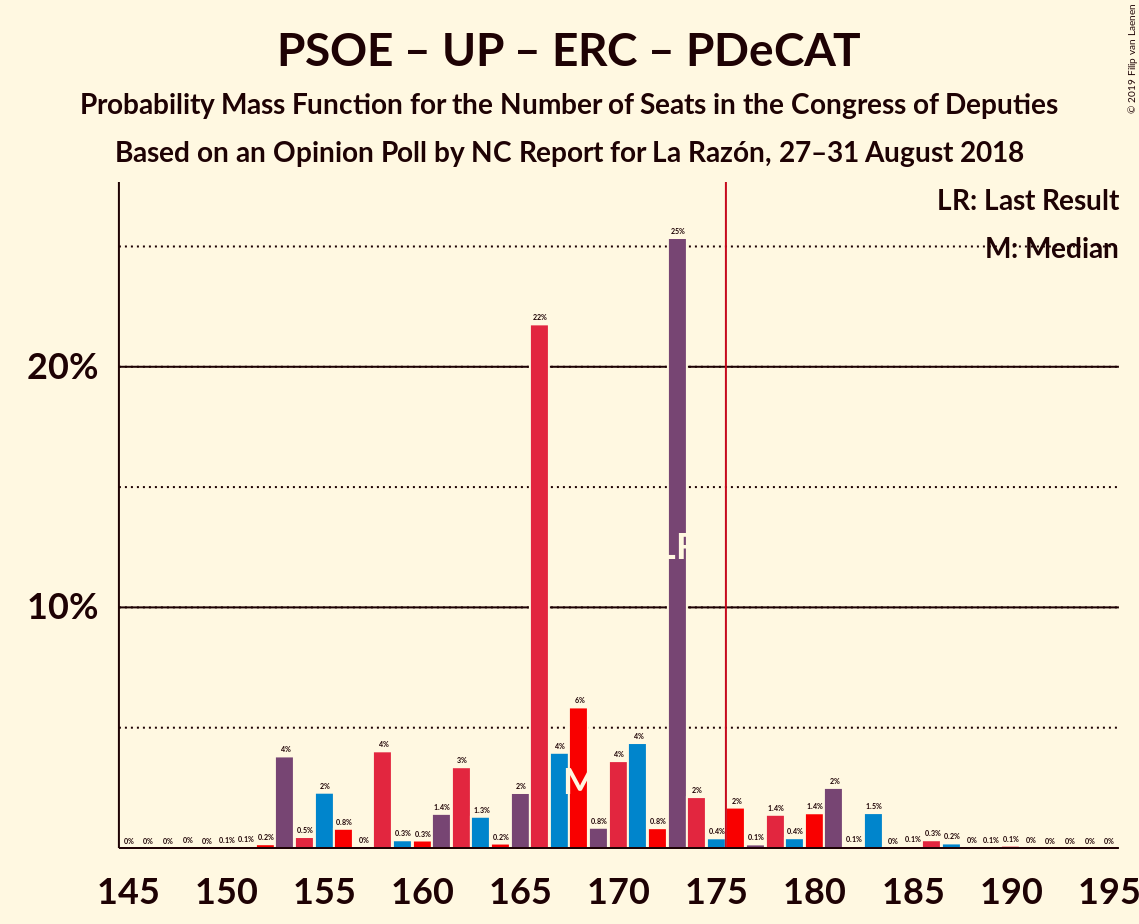 © 2019 Filip van Laenen
PSOE – UP – ERC – PDeCAT
Probability Mass Function for the Number of Seats in the Congress of Deputies
Based on an Opinion Poll by NC Report for La Razón, 27–31 August 2018
LR: Last Result
M: Median
20%
10%
0% 0% 0% 0% 0% 0.1% 0.1% 0.2% 4% 0.5% 2% 0.8% 0% 4% 0.3% 0.3% 1.4% 3% 1.3% 0.2% 2% 22% 4% 6% 0.8% 4% 4% 0.8% 25% 2% 0.4% 2% 0.1% 1.4% 0.4% 1.4% 2% 0.1% 1.5% 0% 0.1% 0.3% 0.2% 0% 0.1% 0.1% 0% 0% 0% 0% 0%
LR
M
145 150 155 160 165 170 175 180 185 190 195